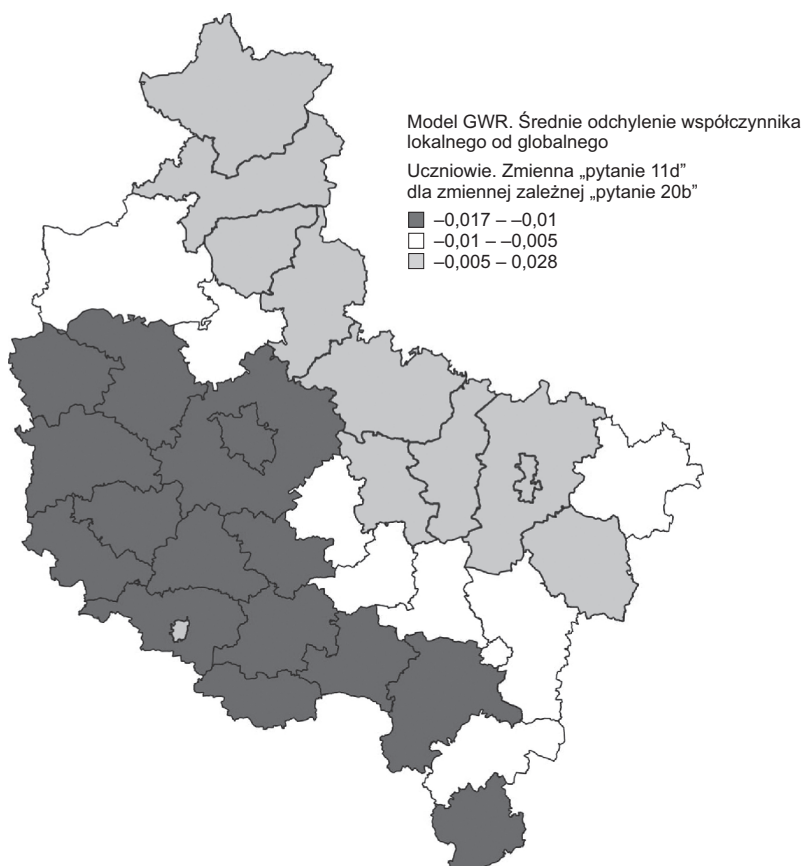 Model GWR. Średnie odchylenie współczynnika
lokalnego od globalnego
Uczniowie. Zmienna „pytanie 11d”
dla zmiennej zależnej „pytanie 20b”
–0,017 – –0,01
–0,01 – –0,005
–0,005 – 0,028